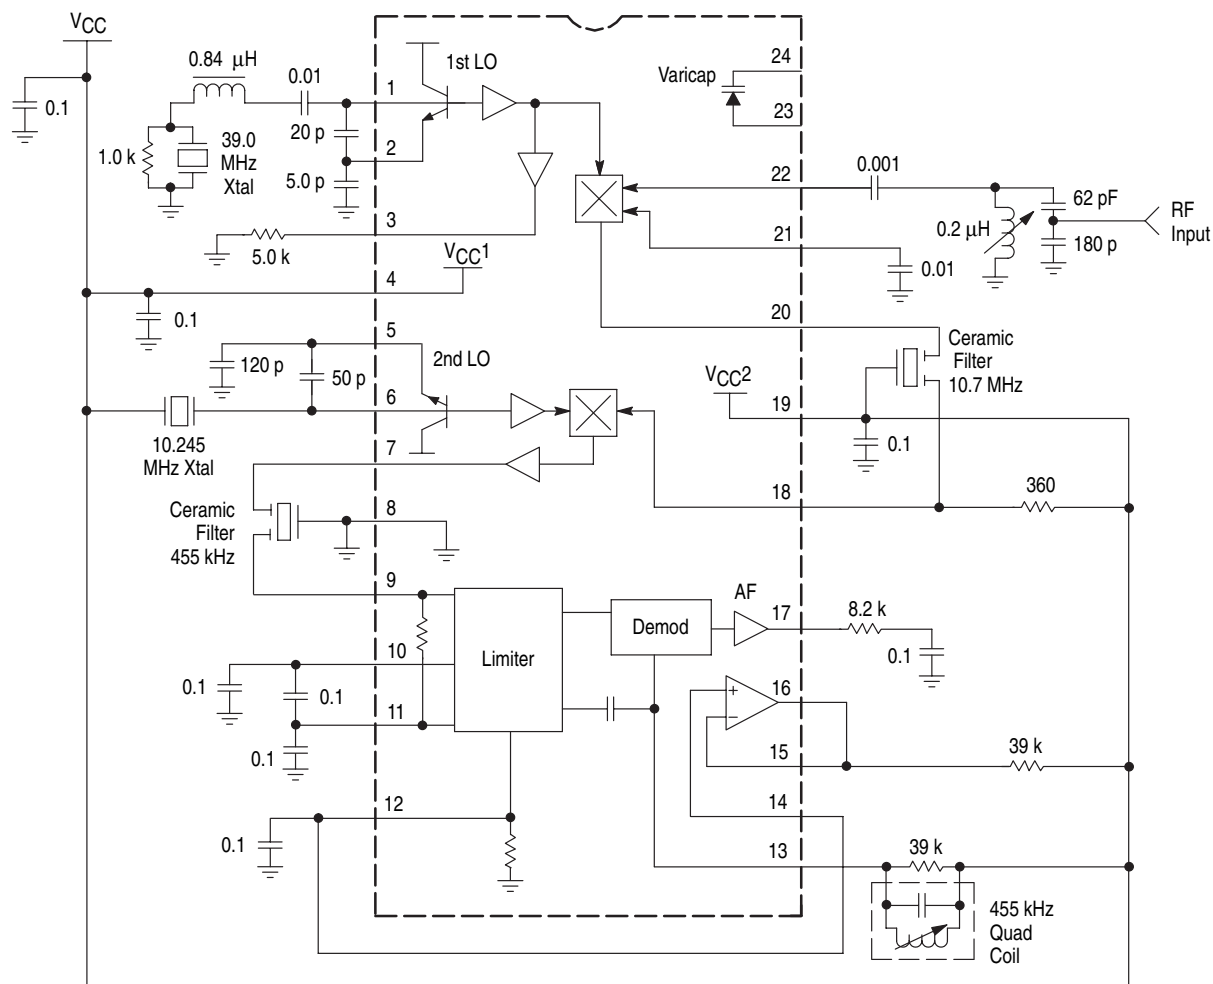 VCC
0.1
0.84 μH
0.01
1.0 k
39.0
MHz
Xtal
20 p
5.0 p
5.0 k
1
2
3
1st LO
Varicap
24
23
22
21
0.001
62 pF
0.2 μH
180 p
RF
Input
0.01
4
VCC1
0.1
5
120 p
50 p
2nd LO
6
10.245
MHz Xtal
7
20
Ceramic
Filter
10.7 MHz
VCC2
19
0.1
18
360
Ceramic
Filter
455 kHz
8
9
10
11
0.1
0.1
0.1
Limiter
Demod
AF
17
8.2 k
0.1
+
–
16
15
39 k
14
12
0.1
13
39 k
455 kHz
Quad
Coil